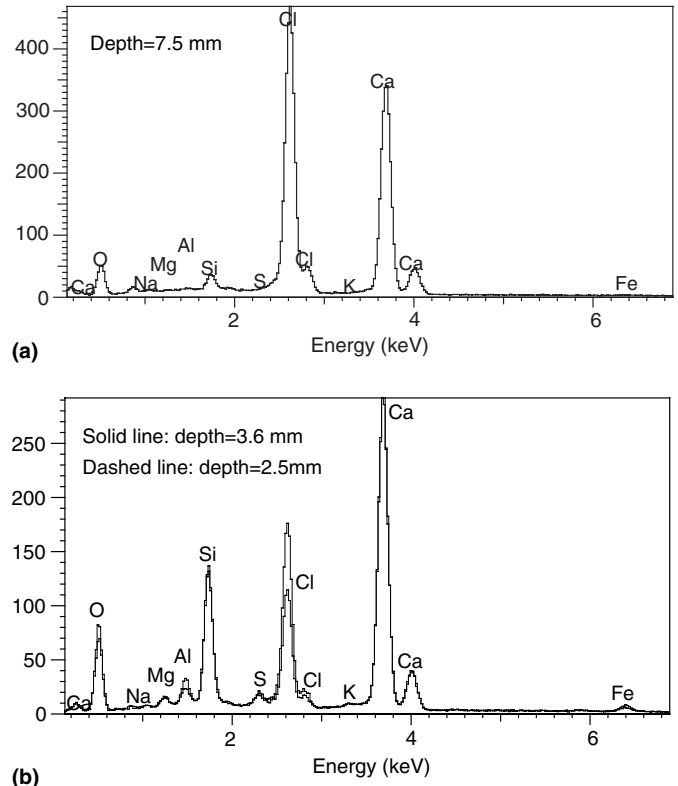 Depth=7.5 mm
Cl
Ca
400
300
200
100
0
Ca
O
Na
Mg
Al
Si
S
Cl
K
Ca
Fe
2
4
6
Energy (keV)
(a)
Solid line: depth=3.6 mm
Dashed line: depth=2.5mm
Ca
250
200
150
100
50
0
Ca
O
Na
Mg
Al
Si
S
Cl
Cl
K
Ca
Fe
2
4
6
Energy (keV)
(b)